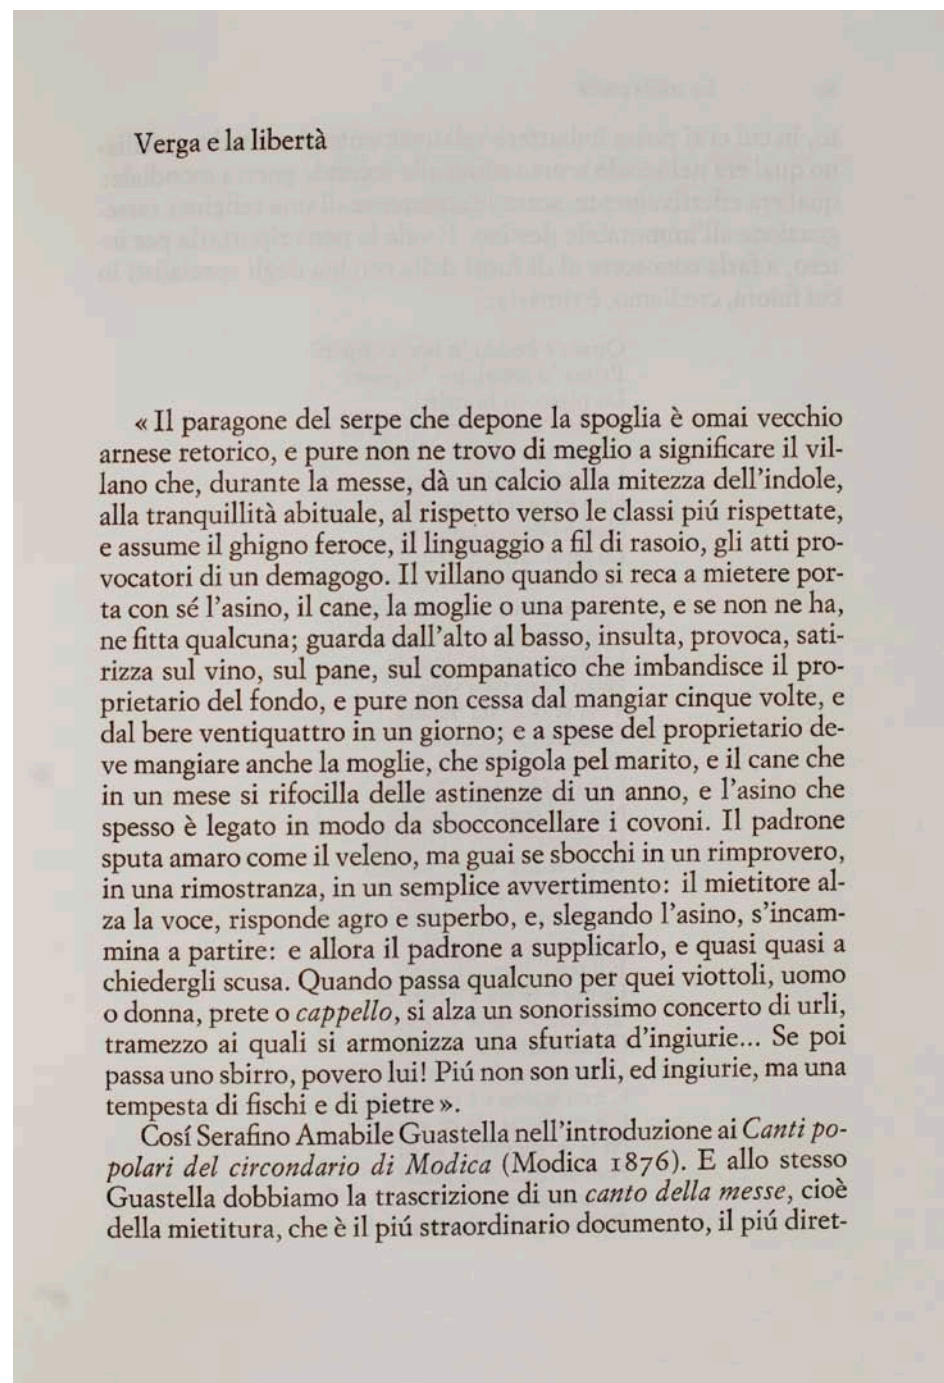 Verga e la libertà
« Il paragone del serpe che depone la spoglia è omai vecchio
arnese retorico, e pure non ne trovo di meglio a significare il vil-
lano che, durante la messe, dà un calcio alla mitezza dell'indole,
alla tranquillità abituale, al rispetto verso le classi piú rispettate,
e assume il ghigno feroce, il linguaggio a fil di rasoio, gli atti pro-
vocatori di un demagogo. Il villano quando si reca a mietere por-
ta con sé l'asino, il cane, la moglie o una parente, e se non ne ha,
ne fitta qualcuna; guarda dall'alto al basso, insulta, provoca, sati-
rizza sul vino, sul pane, sul companatico che imbandisce il pro-
prietario del fondo, e pure non cessa dal mangiar cinque volte, e
dal bere ventiquattro in un giorno; e a spese del proprietario de-
ve mangiare anche la moglie, che spigola pel marito, e il cane che
in un mese si rifocilla delle astinenze di un anno, e l'asino che
spesso è legato in modo da sbocconcellare i covoni. Il padrone
sputa amaro come il veleno, ma guai se sbocchi in un rimprovero,
in una rimostranza, in un semplice avvertimento: il mietitore al-
za la voce, risponde agro e superbo, e, slegando l'asino, s'incam-
mina a partire: e allora il padrone a supplicarlo, e quasi quasi a
chiedergli scusa. Quando passa qualcuno per quei viottoli, uomo
o donna, prete o cappello, si alza un sonorissimo concerto di urli,
tramezzo ai quali si armonizza una sfuriata d'ingiurie... Se poi
passa uno sbirro, povero lui! Piú non son urli, ed ingiurie, ma una
tempesta di fischi e di pietre ».
Cosí Serafino Amabile Guastella nell'introduzione ai Canti po-
polari del circondario di Modica (Modica 1876). E allo stesso
Guastella dobbiamo la trascrizione di un canto della messe, cioè
della mietitura, che è il piú straordinario documento, il piú diret-